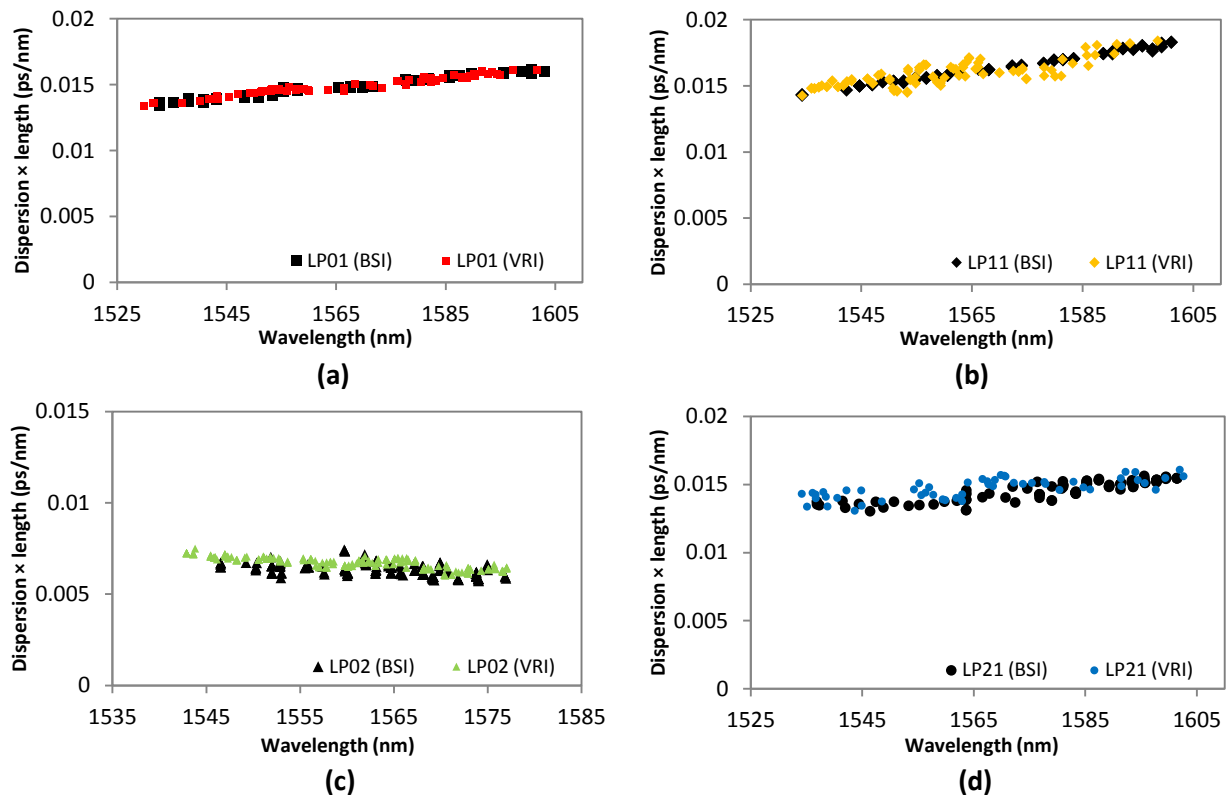 Dispersion × length (ps/nm)
0.02
0.015
0.01
0.005
0
LP01 (BSI) LP01 (VRI)
1525 1545 1565 1585 1605
Wavelength (nm)
(a)
Dispersion × length (ps/nm)
0.02
0.015
0.01
0.005
0
LP11 (BSI) LP11 (VRI)
1525 1545 1565 1585 1605
Wavelength (nm)
(b)
Dispersion × length (ps/nm)
0.015
0.01
0.005
0
LP02 (BSI) LP02 (VRI)
1535 1545 1555 1565 1575 1585
Wavelength (nm)
(c)
Dispersion × length (ps/nm)
0.02
0.015
0.01
0.005
0
LP21 (BSI) LP21 (VRI)
1525 1545 1565 1585 1605
Wavelength (nm)
(d)